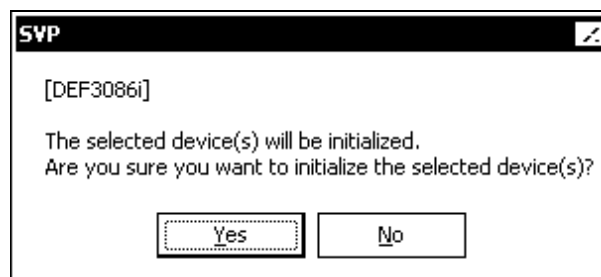 SVP
[DEF3086i]
The selected device(s) will be initialized.
Are you sure you want to initialize the selected device(s)?
Yes No